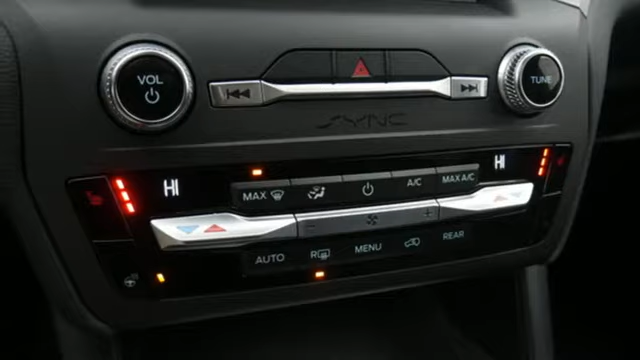 VOL
TUNE
SYNC
HI
HI
MAX
A/C
MAX A/C
AUTO
R
MENU
REAR